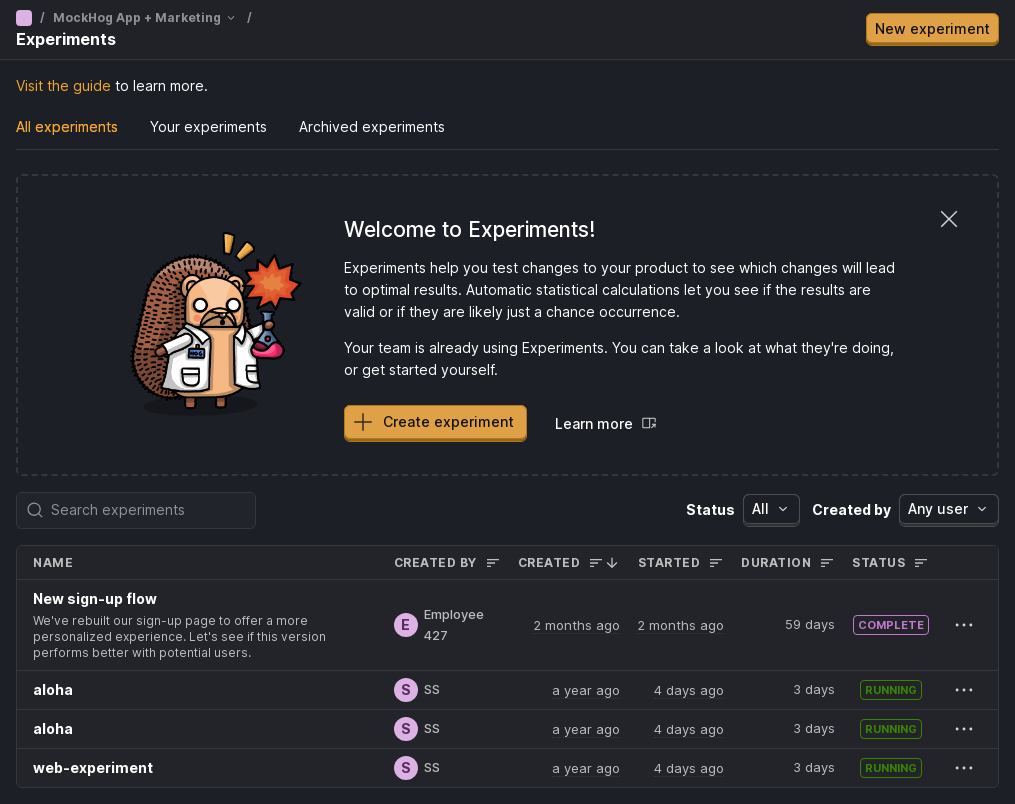 / MockHog App + Marketing /
Experiments
New experiment
Visit the guide to learn more.
All experiments Your experiments Archived experiments
Welcome to Experiments!
Experiments help you test changes to your product to see which changes will lead
to optimal results. Automatic statistical calculations let you see if the results are
valid or if they are likely just a chance occurrence.
Your team is already using Experiments. You can take a look at what they're doing,
or get started yourself.
Create experiment Learn more
Search experiments Status All Created by Any user
NAME CREATED BY CREATED STARTED DURATION STATUS
New sign-up flow
We've rebuilt our sign-up page to offer a more
personalized experience. Let's see if this version
performs better with potential users.
E Employee
427
2 months ago 2 months ago 59 days COMPLETE
aloha S SS a year ago 4 days ago 3 days RUNNING
aloha S SS a year ago 4 days ago 3 days RUNNING
web-experiment S SS a year ago 4 days ago 3 days RUNNING